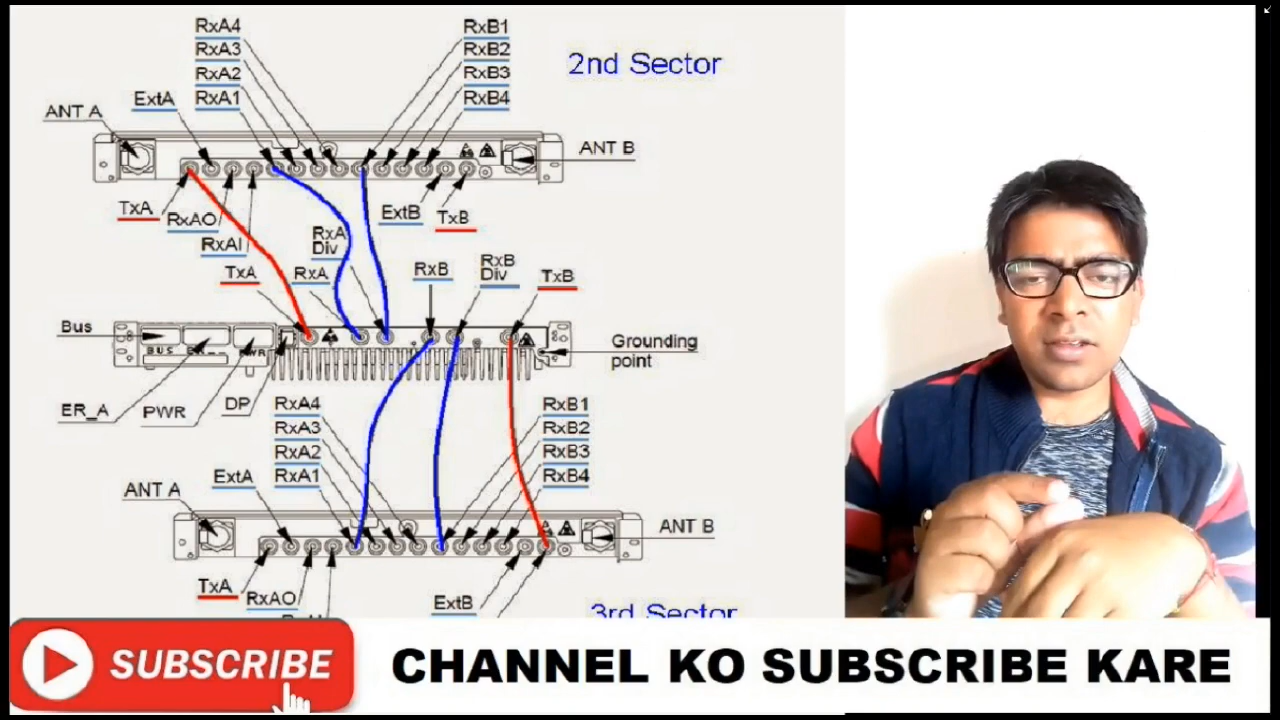 RxA4
RxA3
RxA2
RxA1
ExtA
ANT A
RxB1
RxB2
RxB3
RxB4
2nd Sector
ANT B
TxA
RxAO
RxAI
ExtB
TxB
TxA
RxA
RxA
Div
RxB
RxB
Div
TxB
Bus
BUS
PWR
Grounding
point
ER_A
PWR
DP
RxA4
RxA3
RxA2
RxA1
ExtA
ANT A
RxB1
RxB2
RxB3
RxB4
ANT B
TxA
RxAO
ExtB
3rd Sector
SUBSCRIBE
CHANNEL KO SUBSCRIBE KARE